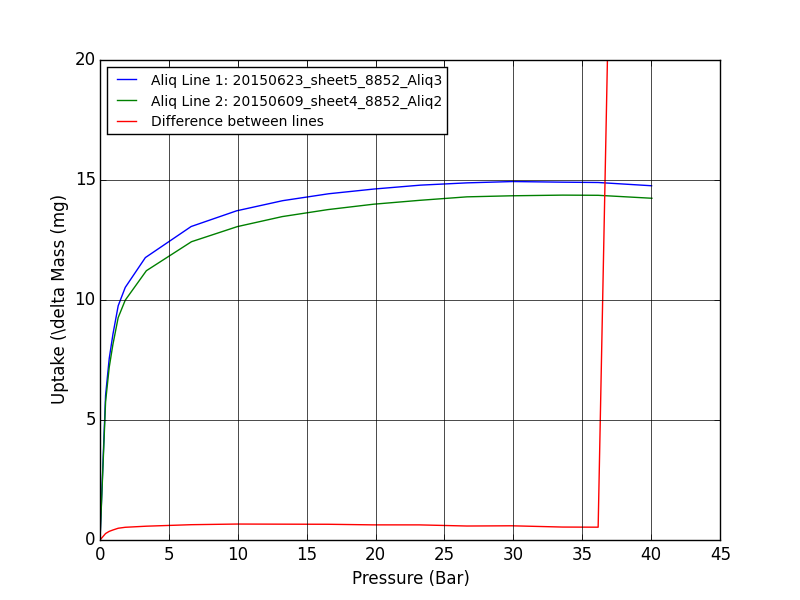 20
15
10
5
0
Uptake (\delta Mass (mg)
Aliq Line 1: 20150623_sheet5_8852_Aliq3
Aliq Line 2: 20150609_sheet4_8852_Aliq2
Difference between lines
0 5 10 15 20 25 30 35 40 45
Pressure (Bar)